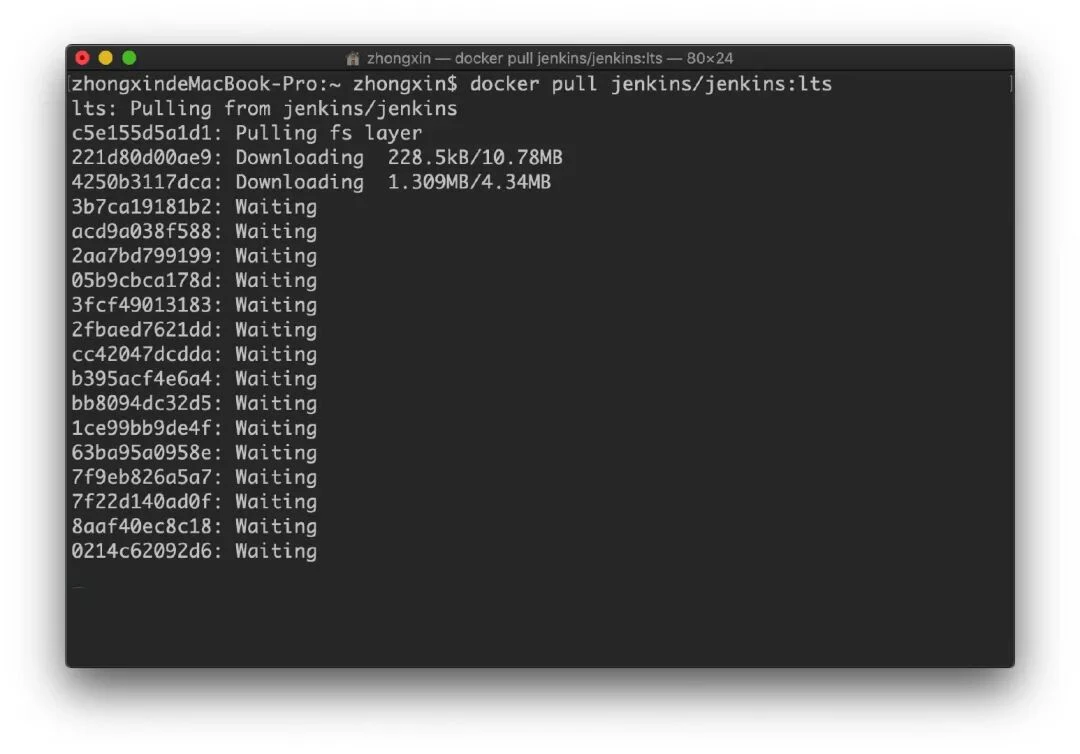 zhongxin — docker pull jenkins/jenkins:lts — 80×24
[zhongxindeMacBook-Pro:~ zhongxin$ docker pull jenkins/jenkins:lts ]
lts: Pulling from jenkins/jenkins
c5e155d5a1d1: Pulling fs layer
221d80d00ae9: Downloading  228.5kB/10.78MB
4250b3117dca: Downloading  1.309MB/4.34MB
3b7ca19181b2: Waiting
acd9a038f588: Waiting
2aa7bd799199: Waiting
05b9cbca178d: Waiting
3fcf49013183: Waiting
2fbaed7621dd: Waiting
cc42047dcdda: Waiting
b395acf4e6a4: Waiting
bb8094dc32d5: Waiting
1ce99bb9de4f: Waiting
63ba95a0958e: Waiting
7f9eb826a5a7: Waiting
7f22d140ad0f: Waiting
8aaf40ec8c18: Waiting
0214c62092d6: Waiting